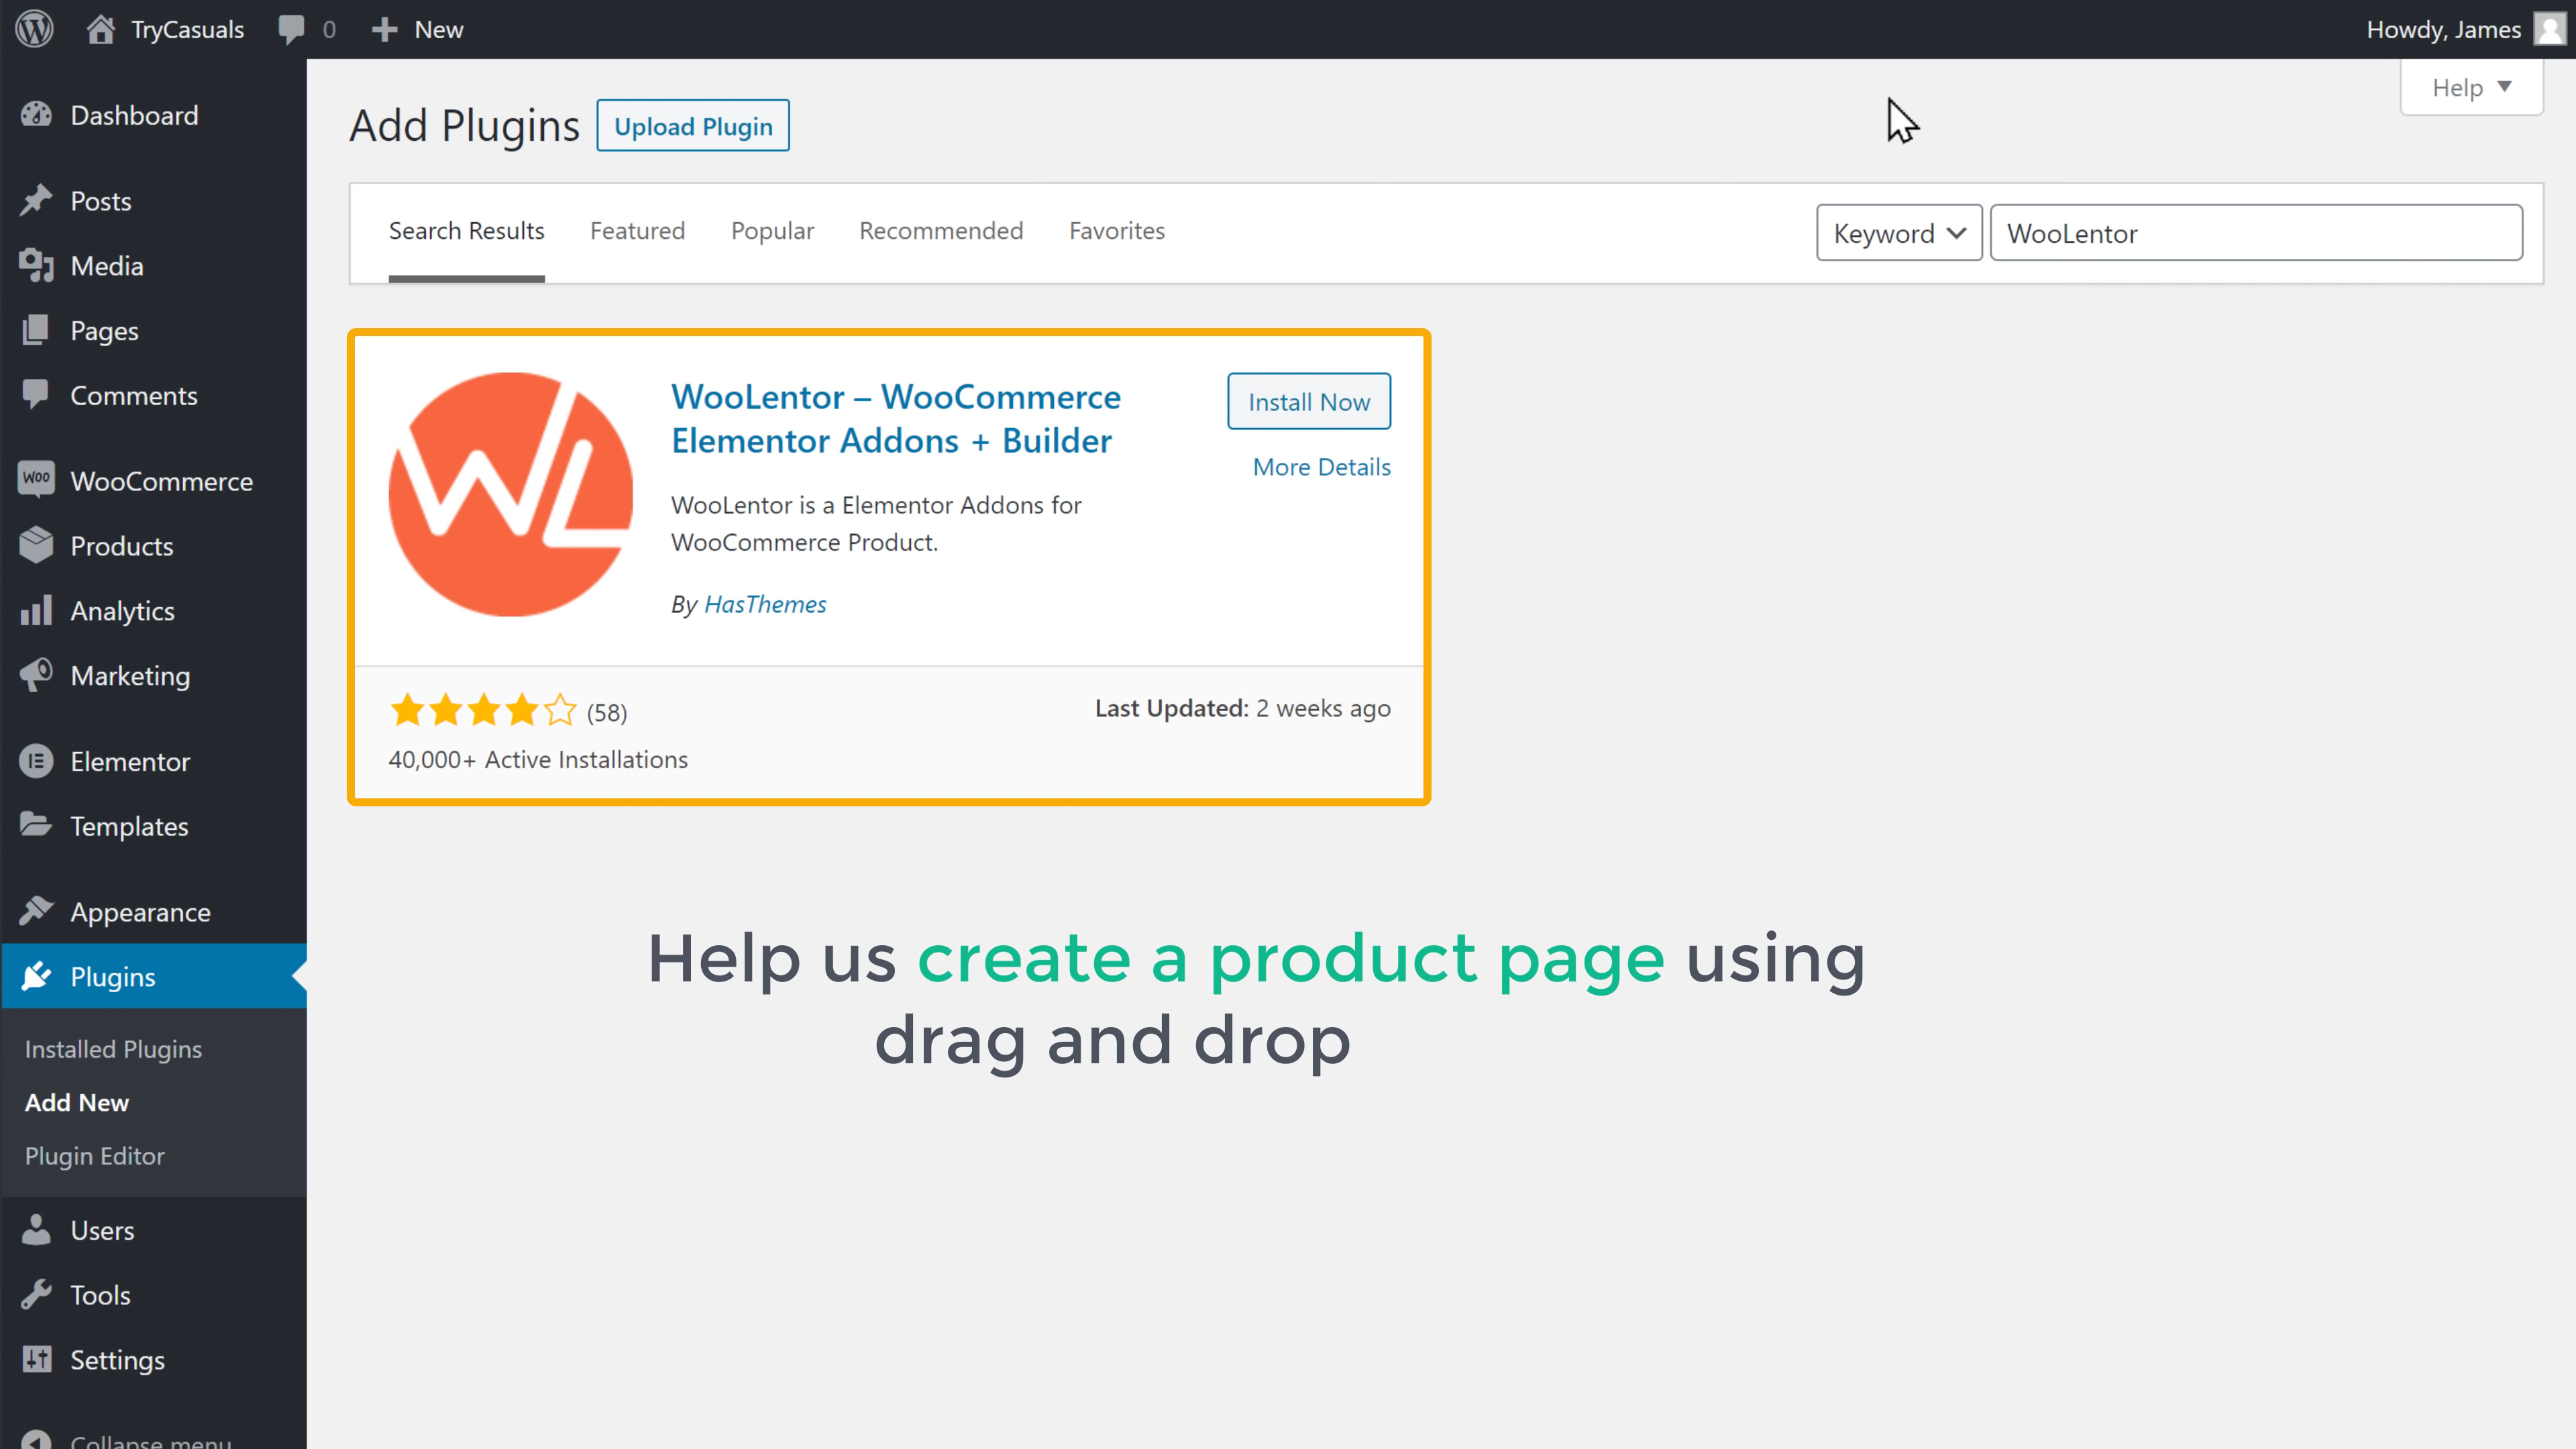 TryCasuals
0
New
Howdy, James
Dashboard
Posts
Media
Pages
Comments
Woo
WooCommerce
Products
Analytics
Marketing
Elementor
Templates
Appearance
Plugins
Installed Plugins
Add New
Plugin Editor
Users
Tools
Settings
Collapse menu
Help
Add Plugins
Upload Plugin
Search Results
Featured
Popular
Recommended
Favorites
Keyword
WooLentor
WL
WooLentor – WooCommerce
Elementor Addons + Builder
Install Now
More Details
WooLentor is a Elementor Addons for
WooCommerce Product.
By HasThemes
(58)
Last Updated: 2 weeks ago
40,000+ Active Installations
Help us create a product page using
drag and drop